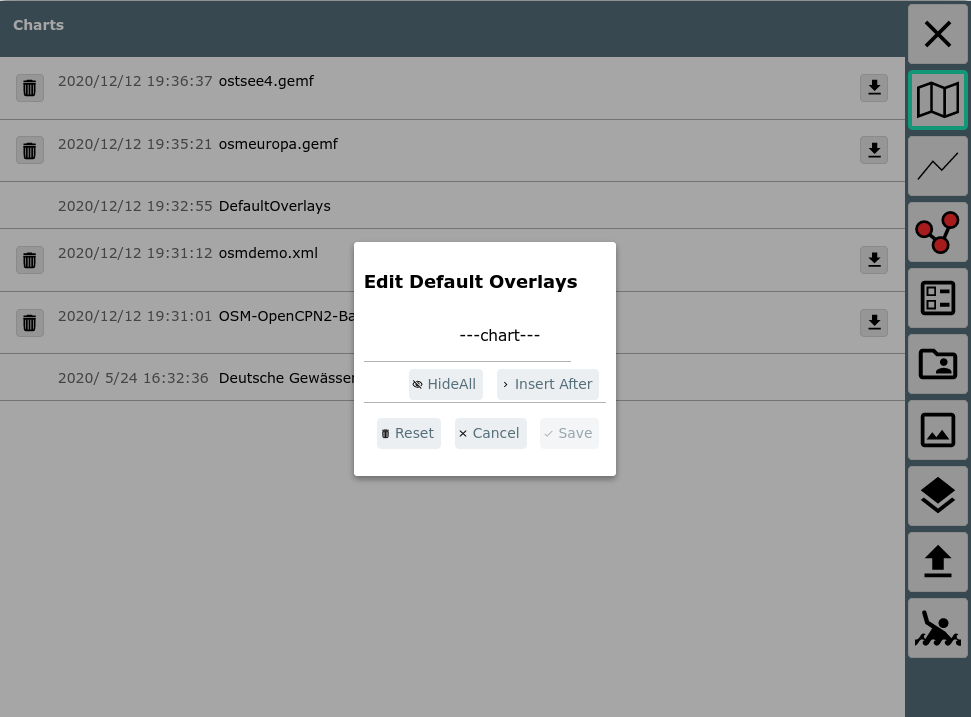 Charts
2020/12/12 19:36:37 ostsee4.gemf
2020/12/12 19:35:21 osmeuropa.gemf
2020/12/12 19:32:55 DefaultOverlays
2020/12/12 19:31:12 osmdemo.xml
2020/12/12 19:31:01 OSM-OpenCPN2-Ba
2020/ 5/24 16:32:36 Deutsche Gewässer
Edit Default Overlays
---chart---
HideAll Insert After
Reset Cancel Save